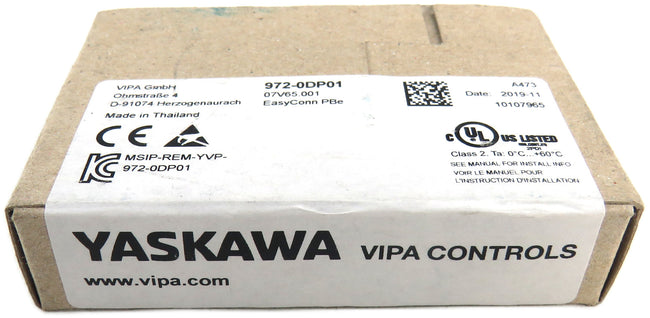 VIPA GmbH
Ohmstraße 4
D-91074 Herzogenaurach
Made in Thailand
972-0DP01
07V65.001
EasyConn PBe
A473
Date: 2019-11
10107965
CE
MSIP-REM-YVP-
972-0DP01
C UL US LISTED
Class 2, Ta: 0°C...+60°C
SEE MANUAL FOR INSTALL INFO
VOIR LE MANUEL POUR
L'INSTRUCTION D'INSTALLATION
YASKAWA VIPA CONTROLS
www.vipa.com